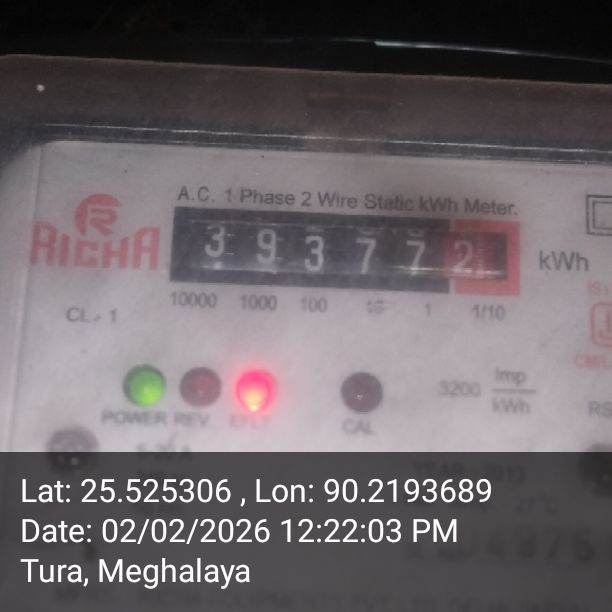 A.C. 1 Phase 2 Wire Static kWh Meter.
RICHA
3 9 3 7 7 2
kWh
10000 1000 100 10 1 1/10
CL - 1
3200 Imp/kWh
POWER REV EFLT CAL
Lat: 25.525306 , Lon: 90.2193689
Date: 02/02/2026 12:22:03 PM
Tura, Meghalaya